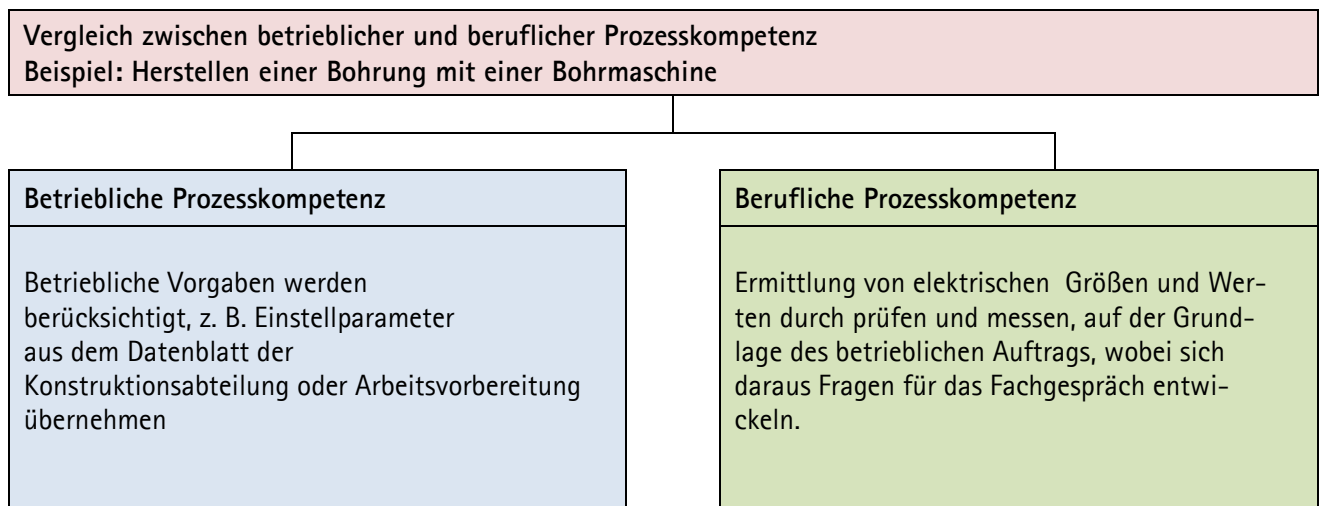 Vergleich zwischen betrieblicher und beruflicher Prozesskompetenz
Beispiel: Herstellen einer Bohrung mit einer Bohrmaschine
Betriebliche Prozesskompetenz
Betriebliche Vorgaben werden
berücksichtigt, z. B. Einstellparameter
aus dem Datenblatt der
Konstruktionsabteilung oder Arbeitsvorbereitung
übernehmen
Berufliche Prozesskompetenz
Ermittlung von elektrischen  Größen und Wer-
ten durch prüfen und messen, auf der Grund-
lage des betrieblichen Auftrags, wobei sich
daraus Fragen für das Fachgespräch entwi-
ckeln.